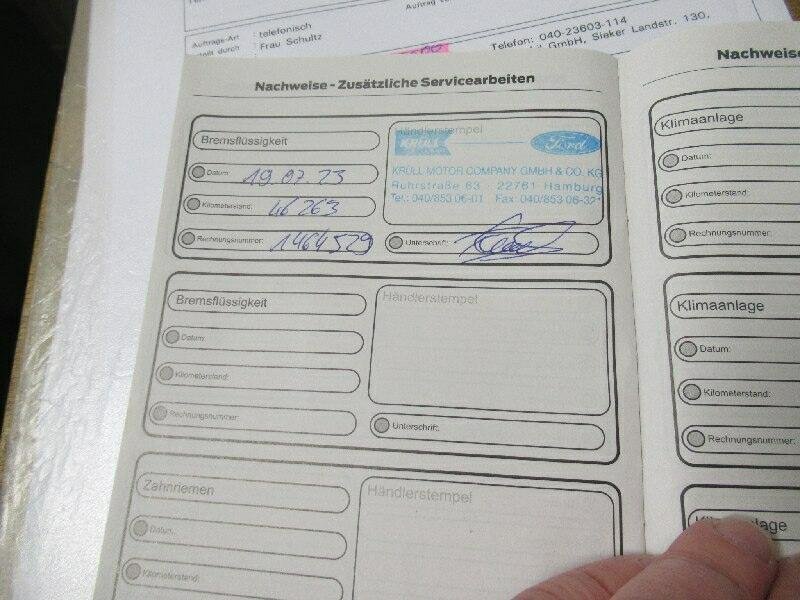 Auftrags-Art : telefonisch
Frau Schultz
Telefon: 040-23603-114
GmbH, Sieker Landstr. 130,
Nachweise - Zusätzliche Servicearbeiten
Bremsflüssigkeit
Datum: 19.07.23
Kilometerstand: 46263
Rechnungsnummer: 1464529
Händlerstempel
KRÜLL Ford
KRÜLL MOTOR COMPANY GMBH & CO. KG
Ruhrstraße 63 22761 Hamburg
Tel.: 040/853 06-01 Fax: 040/853 06-32
Unterschrift:
Bremsflüssigkeit
Datum:
Kilometerstand:
Rechnungsnummer:
Händlerstempel
Unterschrift:
Zahnriemen
Datum:
Kilometerstand:
Händlerstempel
Nachweise
Klimaanlage
Datum:
Kilometerstand:
Rechnungsnummer:
Klimaanlage
Datum:
Kilometerstand:
Rechnungsnummer: